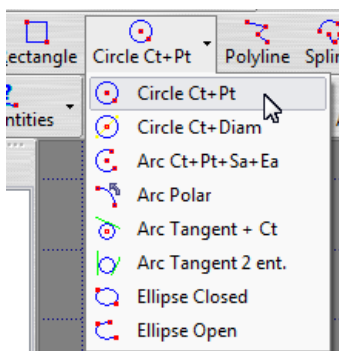 ectangle Circle Ct+Pt Polyline Splin
ntities
Circle Ct+Pt
Circle Ct+Diam
Arc Ct+Pt+Sa+Ea
Arc Polar
Arc Tangent + Ct
Arc Tangent 2 ent.
Ellipse Closed
Ellipse Open